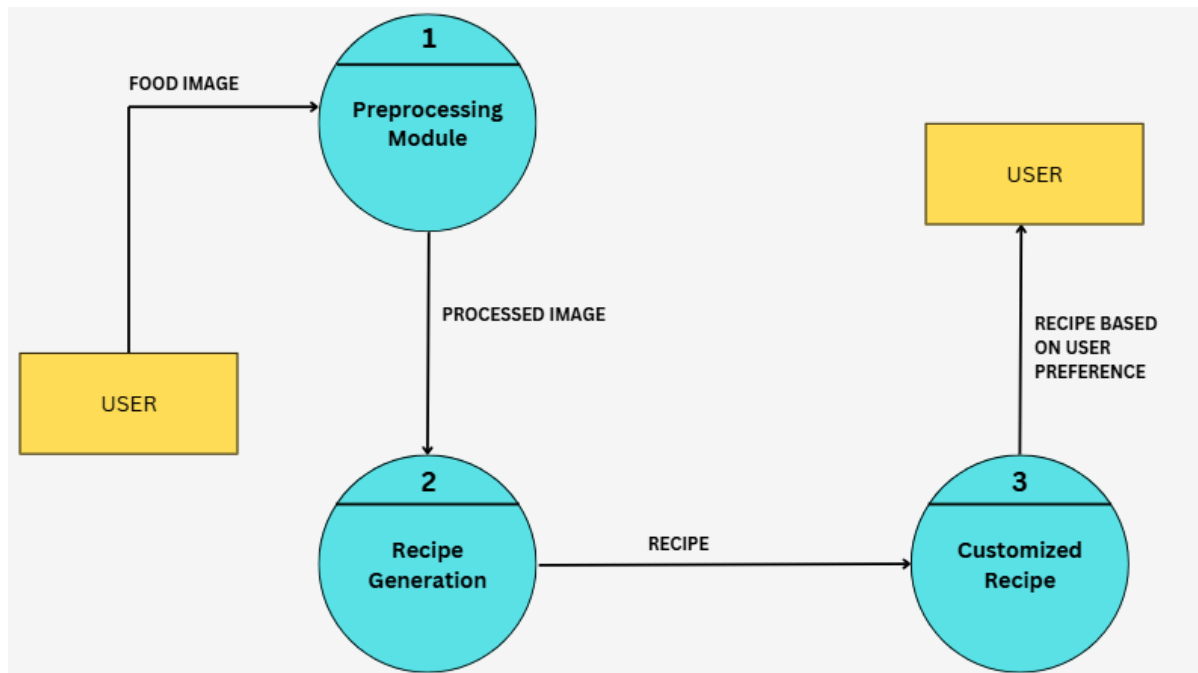 FOOD IMAGE
1
Preprocessing
Module
USER
PROCESSED IMAGE
USER
2
Recipe
Generation
RECIPE
3
Customized
Recipe
RECIPE BASED
ON USER
PREFERENCE